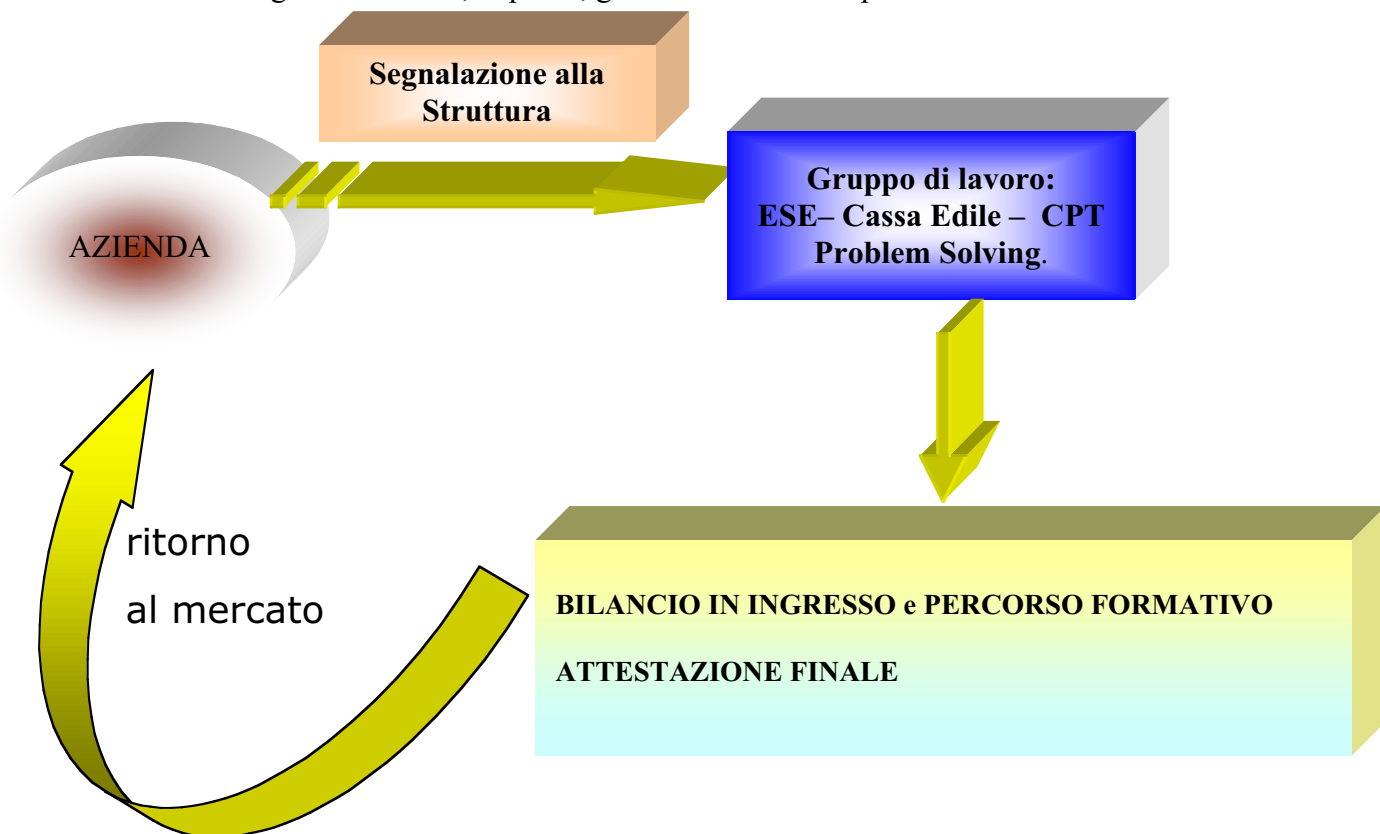 Segnalazione alla
Struttura
Gruppo di lavoro:
ESE– Cassa Edile – CPT
Problem Solving.
AZIENDA
ritorno
al mercato
BILANCIO IN INGRESSO e PERCORSO FORMATIVO
ATTESTAZIONE FINALE